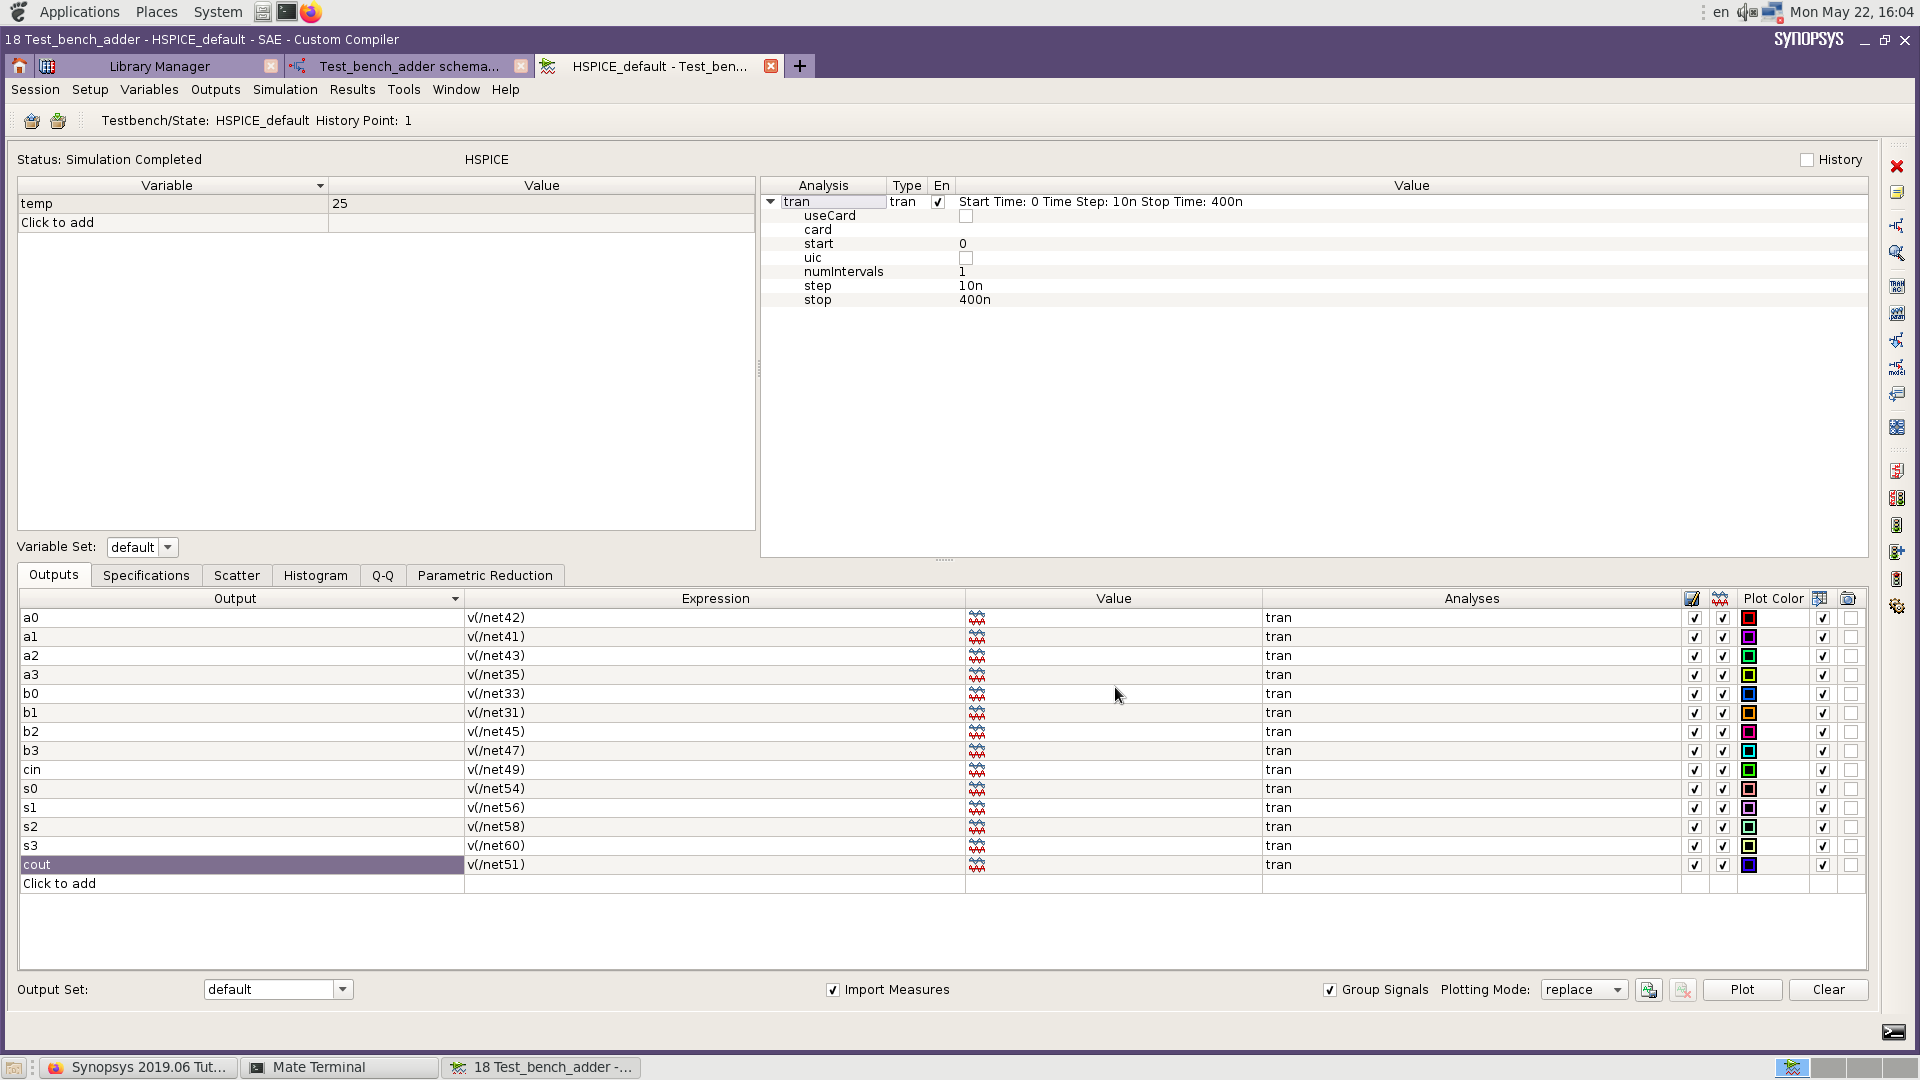 Applications Places System en Mon May 22, 16:04
18 Test_bench_adder - HSPICE_default - SAE - Custom Compiler SYNOPSYS
Library Manager Test_bench_adder schema... HSPICE_default - Test_ben...
Session Setup Variables Outputs Simulation Results Tools Window Help
Testbench/State: HSPICE_default History Point: 1
Status: Simulation Completed HSPICE History
Variable Value
temp 25
Click to add
Analysis Type En Value
tran tran Start Time: 0 Time Step: 10n Stop Time: 400n
useCard
card
start 0
uic
numIntervals 1
step 10n
stop 400n
Variable Set: default
Outputs Specifications Scatter Histogram Q-Q Parametric Reduction
Output Expression Value Analyses Plot Color
a0 v(/net42) tran
a1 v(/net41) tran
a2 v(/net43) tran
a3 v(/net35) tran
b0 v(/net33) tran
b1 v(/net31) tran
b2 v(/net45) tran
b3 v(/net47) tran
cin v(/net49) tran
s0 v(/net54) tran
s1 v(/net56) tran
s2 v(/net58) tran
s3 v(/net60) tran
cout v(/net51) tran
Click to add
Output Set: default Import Measures Group Signals Plotting Mode: replace Plot Clear
Synopsys 2019.06 Tut... Mate Terminal 18 Test_bench_adder -...